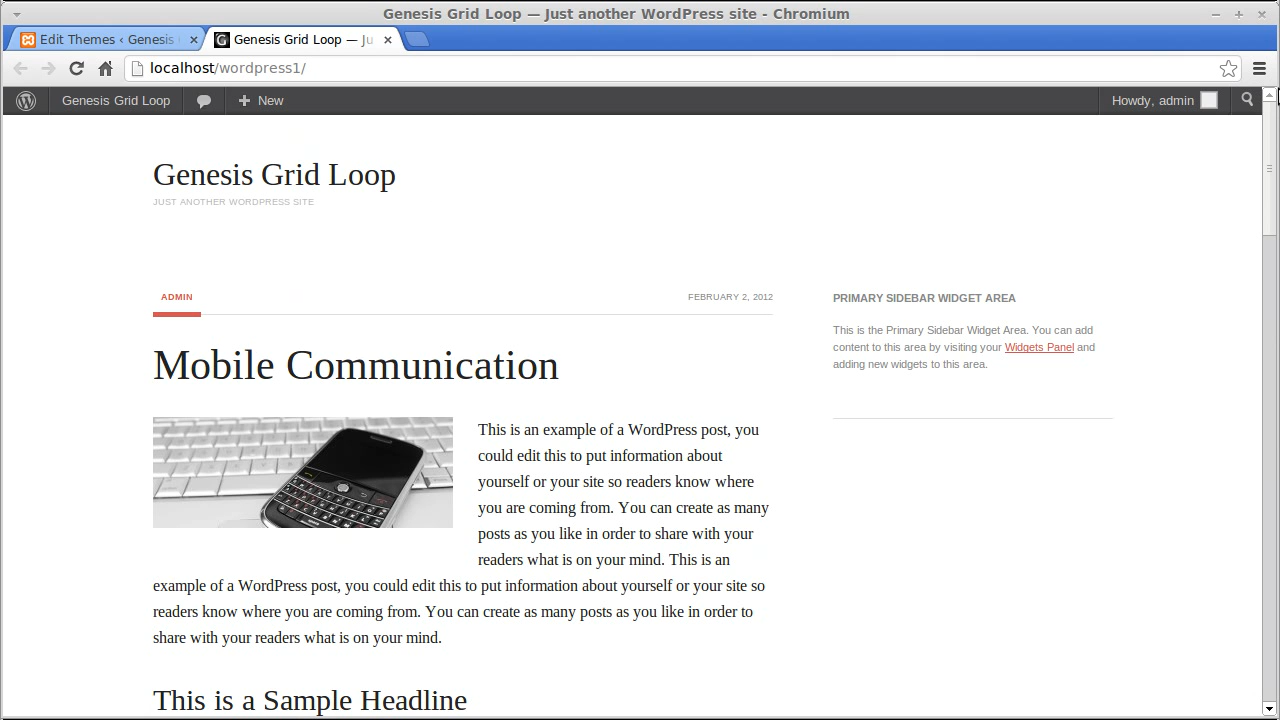 Genesis Grid Loop — Just another WordPress site - Chromium
Edit Themes ‹ Genesis
Genesis Grid Loop — Ju
localhost/wordpress1/
Genesis Grid Loop
New
Howdy, admin
Genesis Grid Loop
JUST ANOTHER WORDPRESS SITE
ADMIN
FEBRUARY 2, 2012
Mobile Communication
This is an example of a WordPress post, you
could edit this to put information about
yourself or your site so readers know where
you are coming from. You can create as many
posts as you like in order to share with your
readers what is on your mind. This is an
example of a WordPress post, you could edit this to put information about yourself or your site so
readers know where you are coming from. You can create as many posts as you like in order to
share with your readers what is on your mind.
This is a Sample Headline
PRIMARY SIDEBAR WIDGET AREA
This is the Primary Sidebar Widget Area. You can add
content to this area by visiting your Widgets Panel and
adding new widgets to this area.